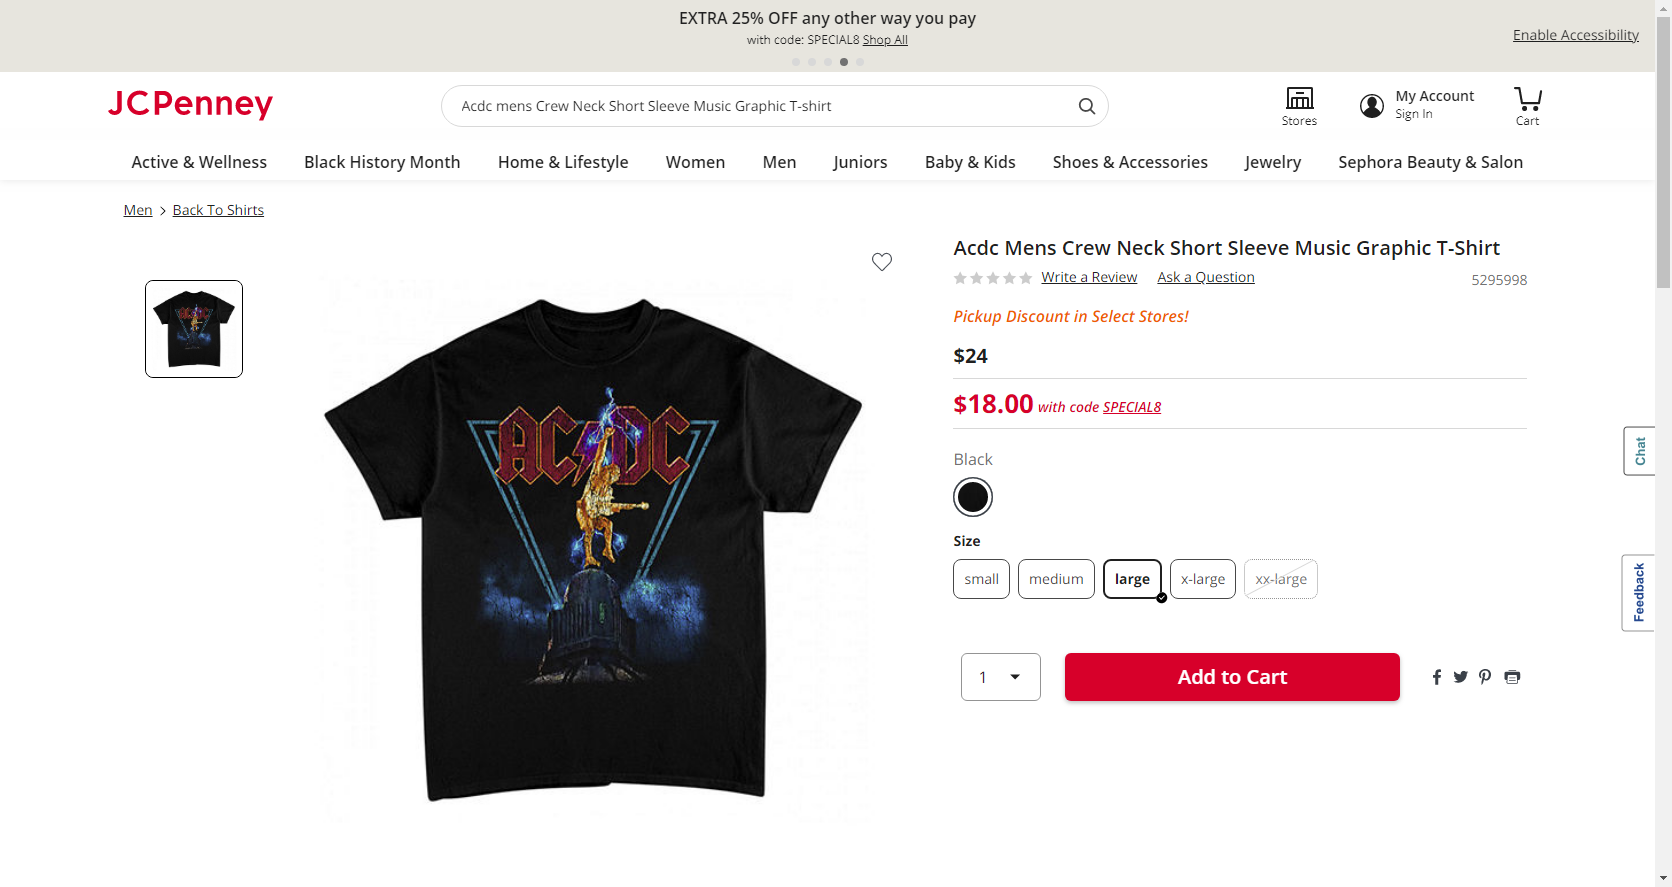 EXTRA 25% OFF any other way you pay
with code: SPECIAL8 Shop All
Enable Accessibility
JCPenney
Acdc mens Crew Neck Short Sleeve Music Graphic T-shirt
Stores
My Account
Sign In
Cart
Active & Wellness
Black History Month
Home & Lifestyle
Women
Men
Juniors
Baby & Kids
Shoes & Accessories
Jewelry
Sephora Beauty & Salon
Men
Back To Shirts
Acdc Mens Crew Neck Short Sleeve Music Graphic T-Shirt
Write a Review
Ask a Question
5295998
Pickup Discount in Select Stores!
$24
$18.00 with code SPECIAL8
Black
Size
small
medium
large
x-large
xx-large
1
Add to Cart
Chat
Feedback
AC DC
AC DC